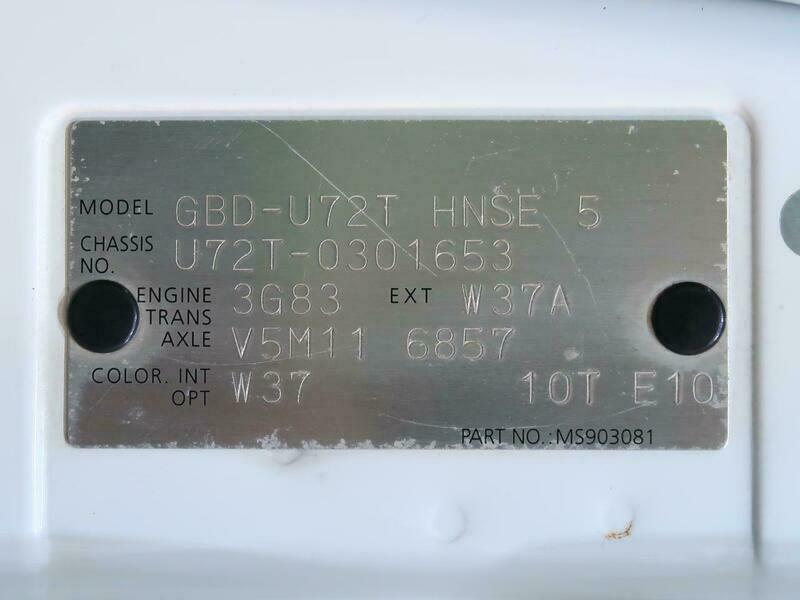 MODEL GBD-U72T HNSE 5
CHASSIS NO. U72T-0301653
ENGINE 3G83 EXT W37A
TRANS AXLE V5M11 6857
COLOR. INT W37 10T E10
OPT
PART NO.:MS903081